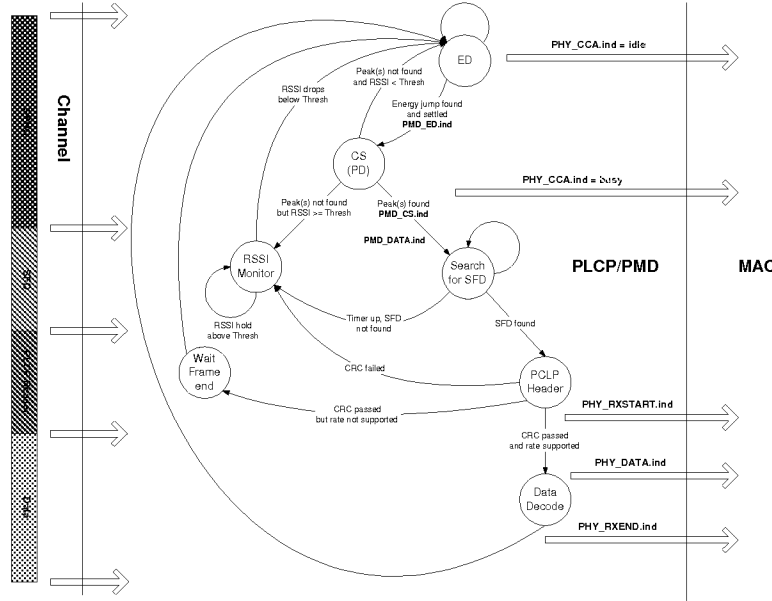 PHY_CCA.ind = idle
ED
Peak(s) not found
and RSSI < Thresh
RSSI drops
below Thresh
Energy jump found
and settled
PMD_ED.ind
Channel
CS
(PD)
PHY_CCA.ind = busy
Peak(s) not found
but RSSI >= Thresh
Peak(s) found
PMD_CS.ind
PMD_DATA.ind
RSSI
Monitor
Search
for SFD
PLCP/PMD
MAC
RSSI hold
above Thresh
Timer up, SFD
not found
SFD found
Wait
Frame
end
CRC failed
PCLP
Header
PHY_RXSTART.ind
CRC passed
but rate not supported
CRC passed
and rate supported
PHY_DATA.ind
Data
Decode
PHY_RXEND.ind